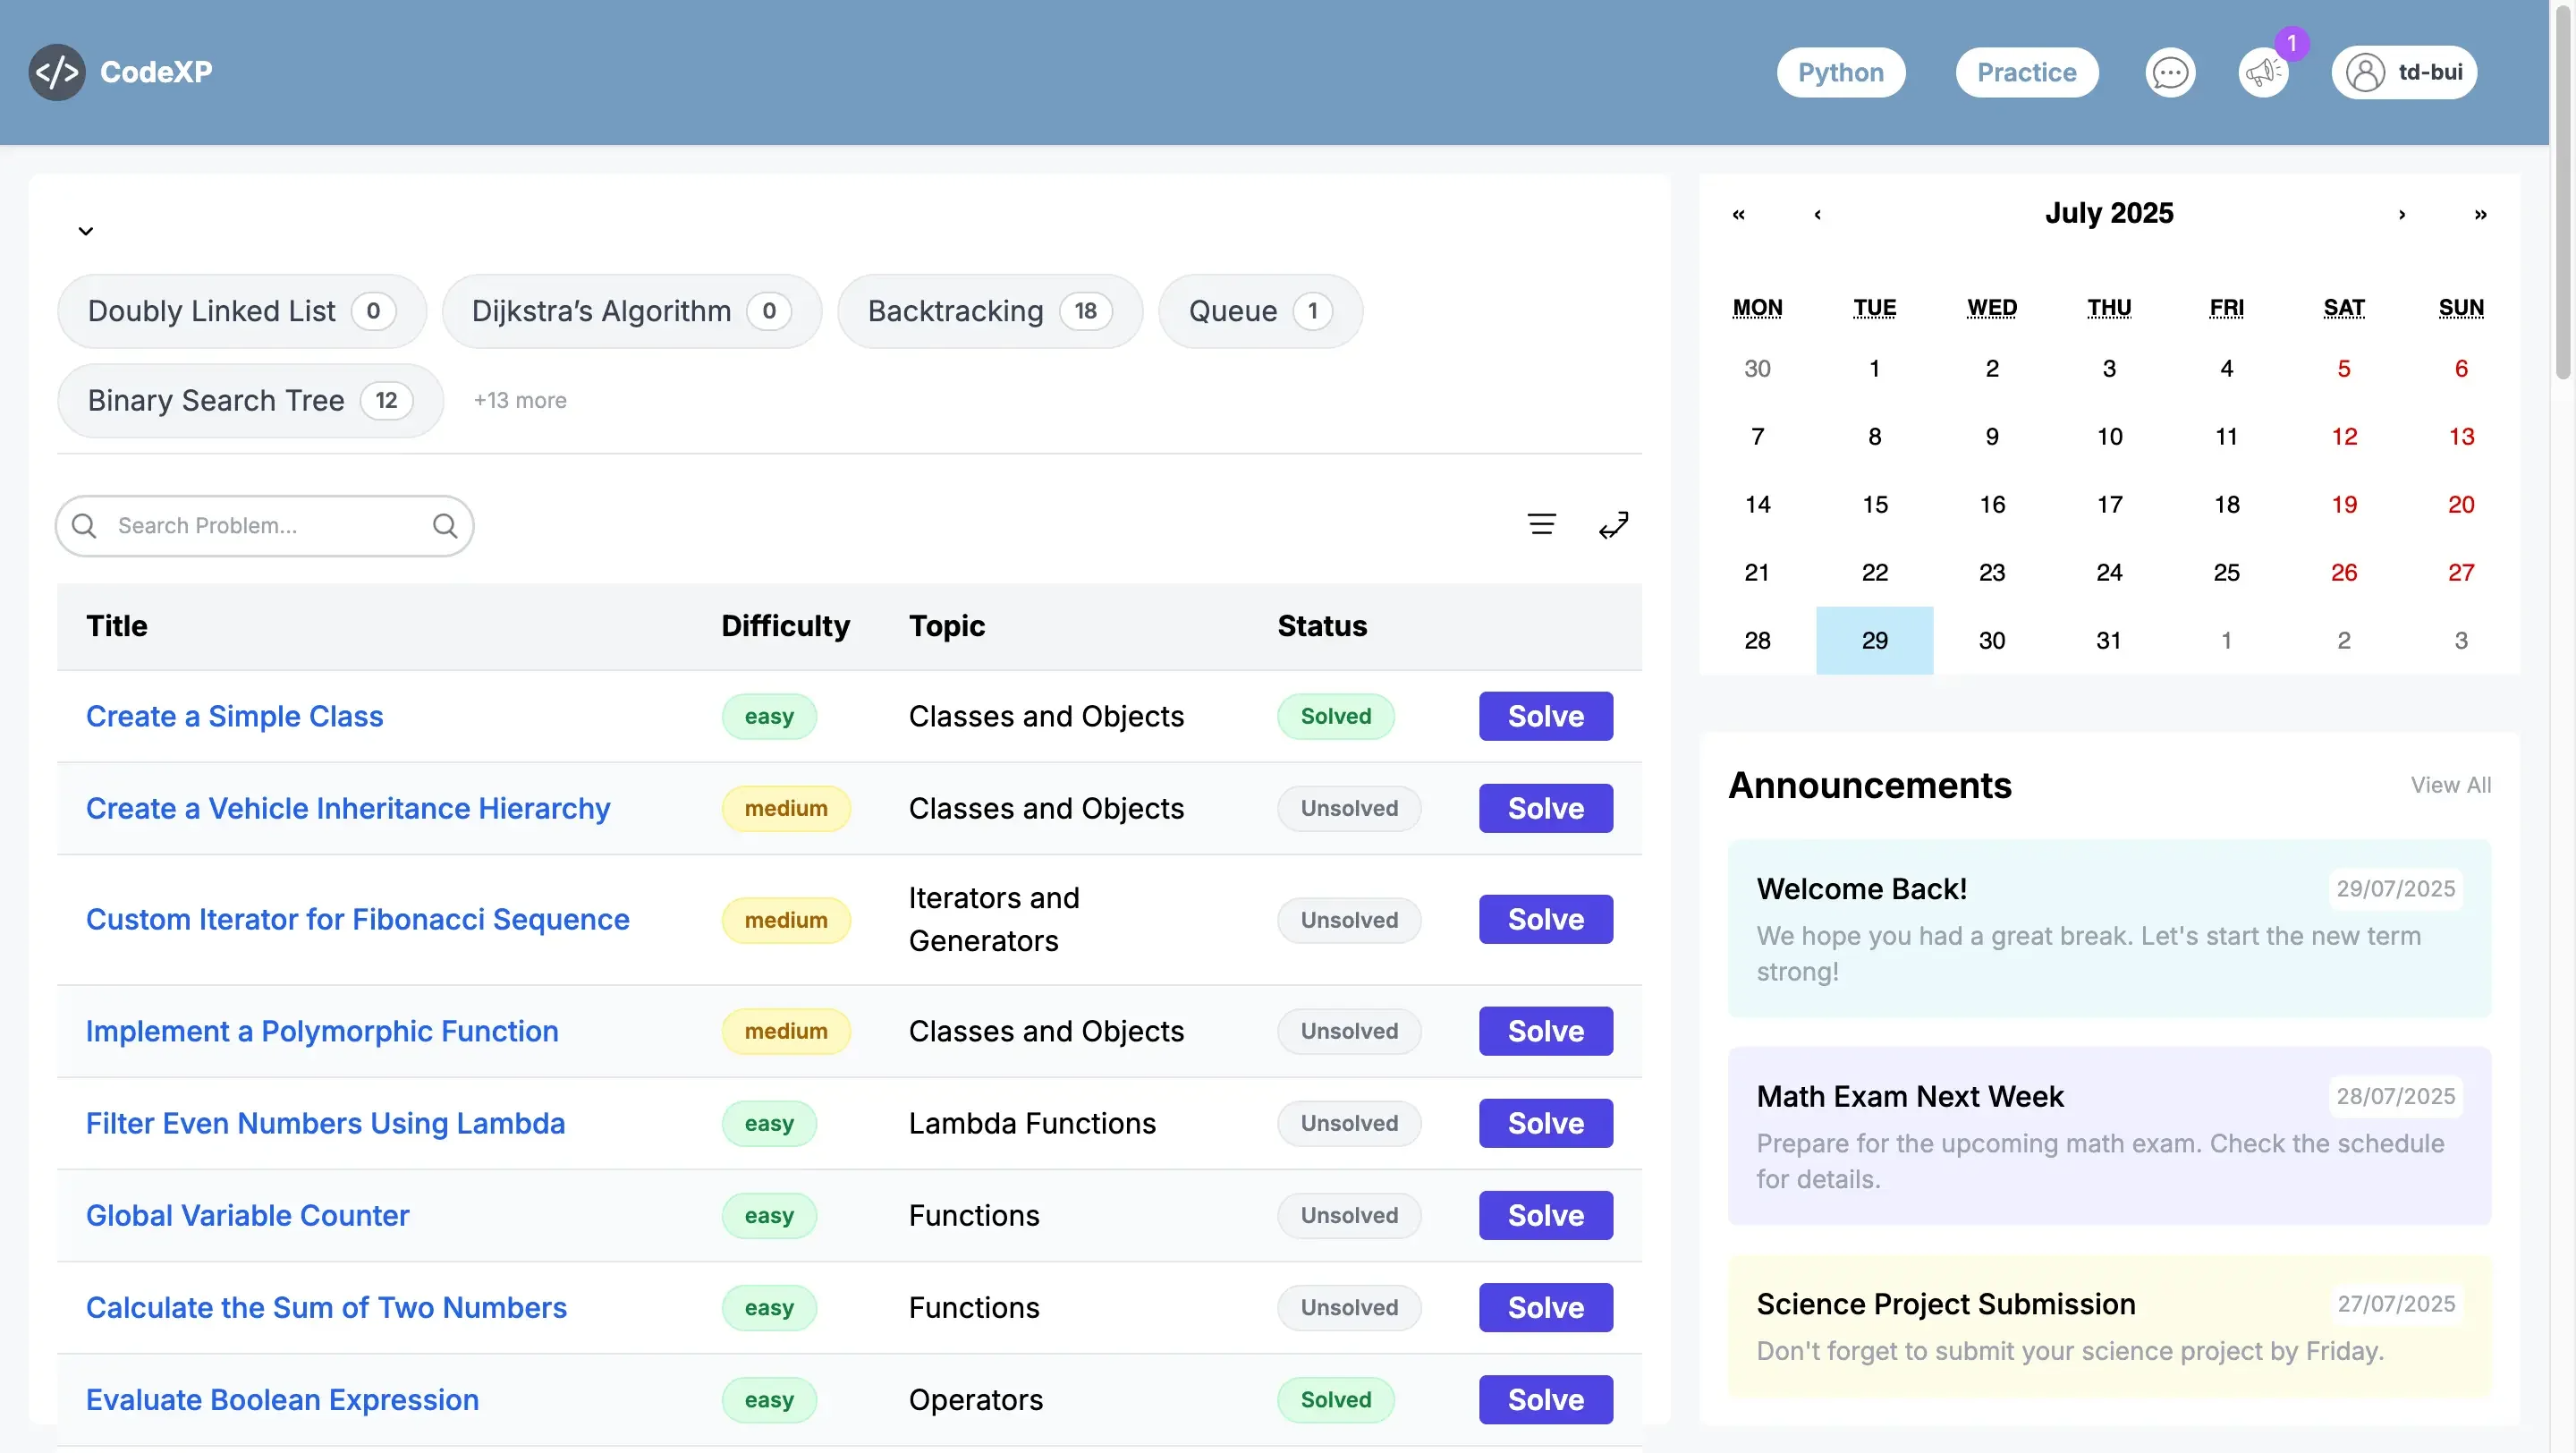 </> CodeXP
Python
Practice
1
td-bui
Doubly Linked List 0
Dijkstra’s Algorithm 0
Backtracking 18
Queue 1
Binary Search Tree 12
+13 more
Search Problem...
Title Difficulty Topic Status
Create a Simple Class easy Classes and Objects Solved Solve
Create a Vehicle Inheritance Hierarchy medium Classes and Objects Unsolved Solve
Custom Iterator for Fibonacci Sequence medium Iterators and
Generators Unsolved Solve
Implement a Polymorphic Function medium Classes and Objects Unsolved Solve
Filter Even Numbers Using Lambda easy Lambda Functions Unsolved Solve
Global Variable Counter easy Functions Unsolved Solve
Calculate the Sum of Two Numbers easy Functions Unsolved Solve
Evaluate Boolean Expression easy Operators Solved Solve
« ‹ July 2025 › »
MON TUE WED THU FRI SAT SUN
30 1 2 3 4 5 6
7 8 9 10 11 12 13
14 15 16 17 18 19 20
21 22 23 24 25 26 27
28 29 30 31 1 2 3
Announcements View All
Welcome Back! 29/07/2025
We hope you had a great break. Let's start the new term
strong!
Math Exam Next Week 28/07/2025
Prepare for the upcoming math exam. Check the schedule
for details.
Science Project Submission 27/07/2025
Don't forget to submit your science project by Friday.